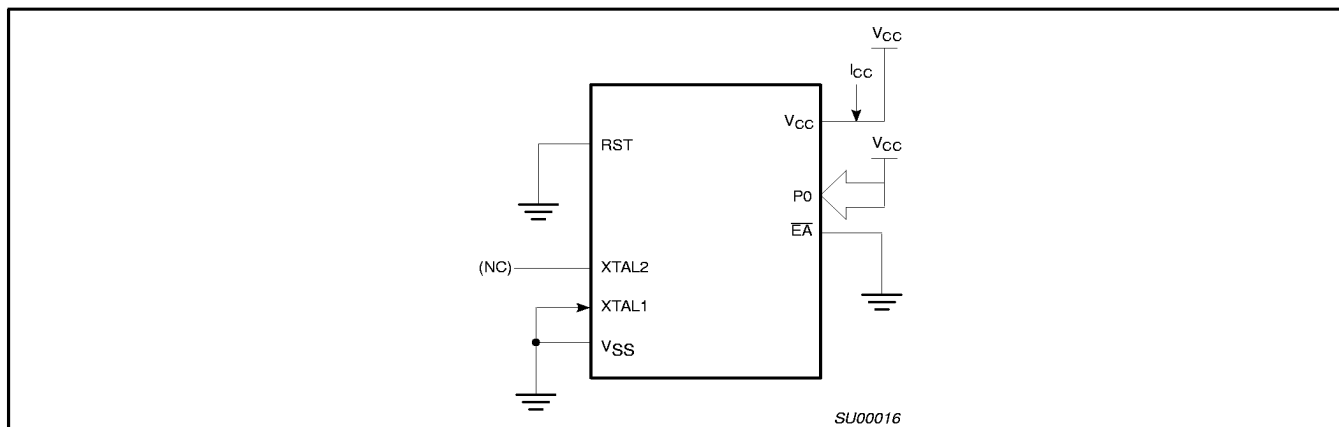 VCC
ICC
VCC
RST
VCC
P0
EA
(NC)
XTAL2
XTAL1
VSS
SU00016